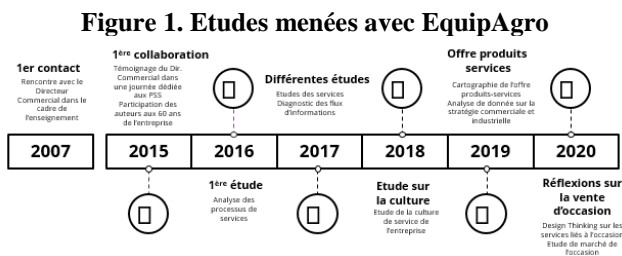 Figure 1. Etudes menées avec EquipAgro
1er contact
Rencontre avec le
Directeur
Commercial dans le
cadre de
l'enseignement
1ère collaboration
Témoignage du Dir.
Commercial dans
une journée dédiée
aux PSS
Participation des
auteurs aux 60 ans
de l'entreprise
Différentes études
Etudes des services
Diagnostic des flux
d'informations
Offre produits
services
Cartographie de l'offre
produits-services
Analyse de donnée sur la
stratégie commerciale et
industrielle
2007
2015
2016
2017
2018
2019
2020
1ère étude
Analyse des
processus de
services
Etude sur
la culture
Etude de la culture
de service de
l'entreprise
Réflexions sur
la vente
d'occasion
Design Thinking sur les
services liés à l'occasion
Etude de marché de
l'occasion